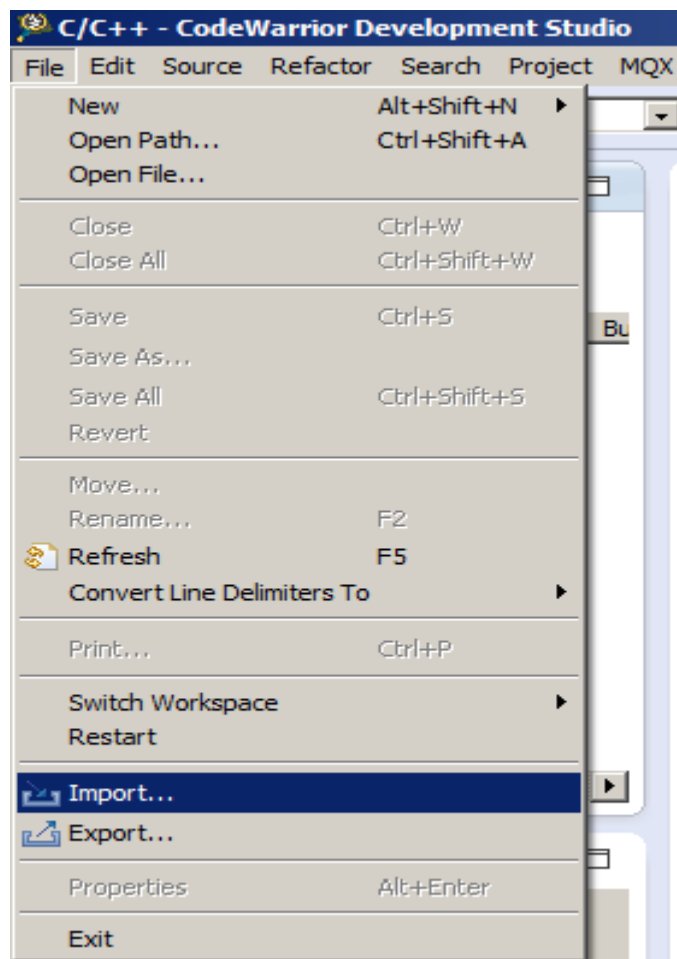 C/C++ - CodeWarrior Development Studio
File Edit Source Refactor Search Project MQX
New Alt+Shift+N
Open Path... Ctrl+Shift+A
Open File...
Close Ctrl+W
Close All Ctrl+Shift+W
Save Ctrl+S
Bu
Save As...
Save All Ctrl+Shift+S
Revert
Move...
Rename... F2
Refresh F5
Convert Line Delimiters To
Print... Ctrl+P
Switch Workspace
Restart
Import...
Export...
Properties Alt+Enter
Exit